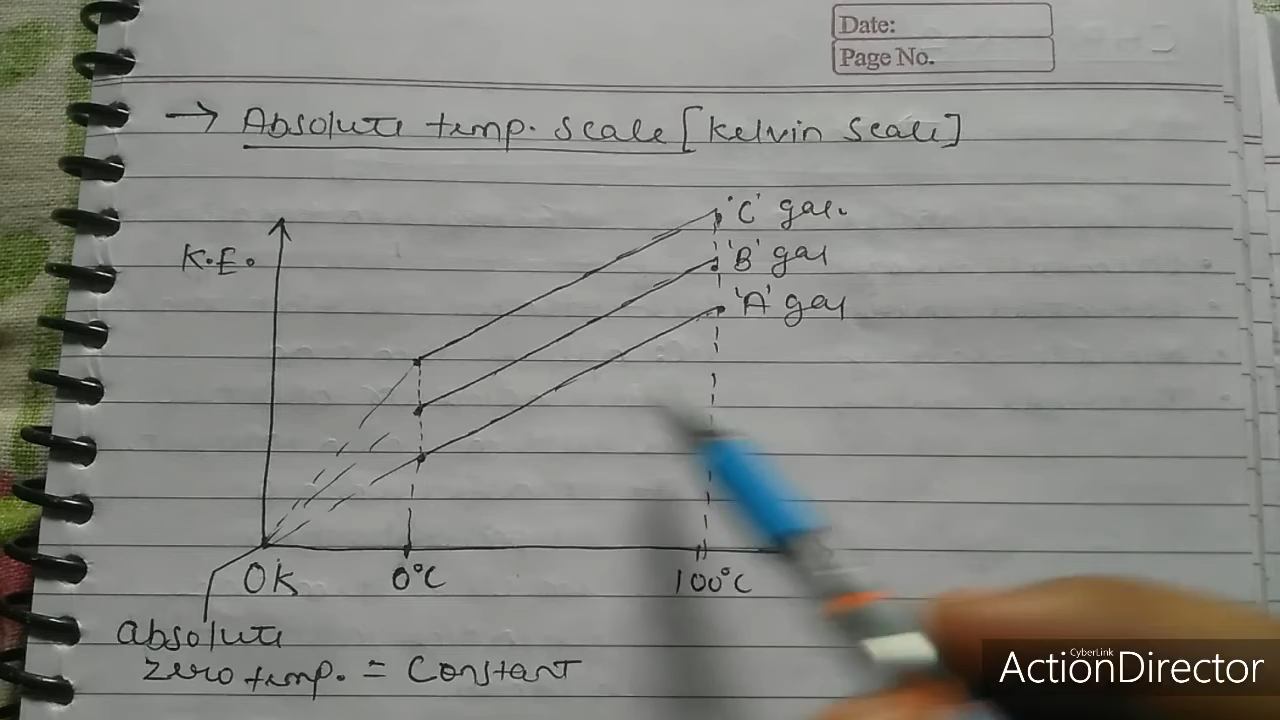 Date:
Page No.
→ Absolute temp. scale [Kelvin scale]
'C' gas.
K.E.
'B' gas
'A' gas
0K
0°C
100°C
absolute
zero temp. = Constant
CyberLink
ActionDirector